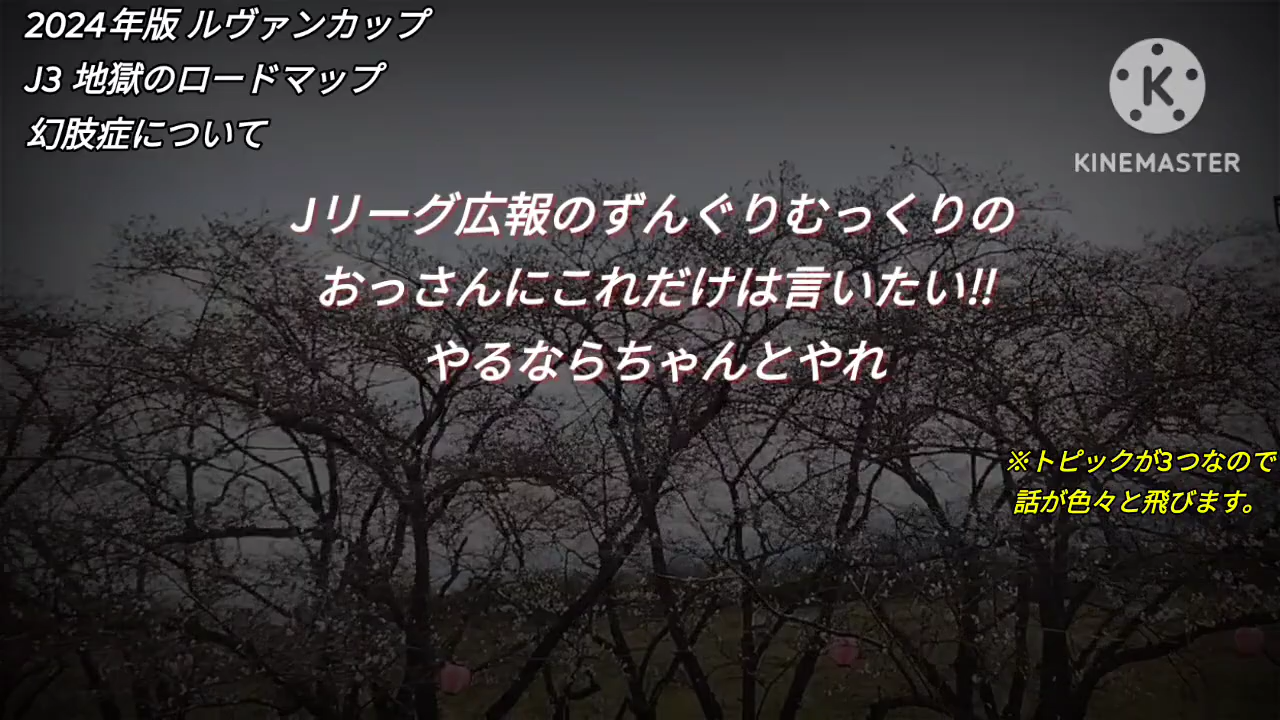 2024年版 ルヴァンカップ
J3 地獄のロードマップ
幻肢症について
KINEMASTER
Jリーグ広報のずんぐりむっくりの
おっさんにこれだけは言いたい!!
やるならちゃんとやれ
※トピックが3つなので
話が色々と飛びます。